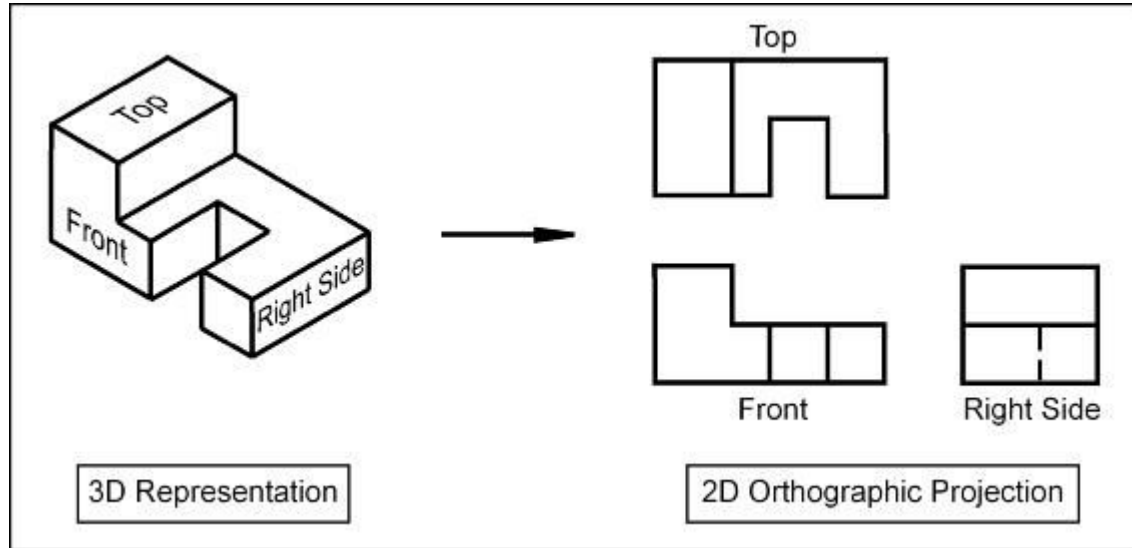 Top
Front
Right Side
3D Representation
Top
Front
Right Side
2D Orthographic Projection